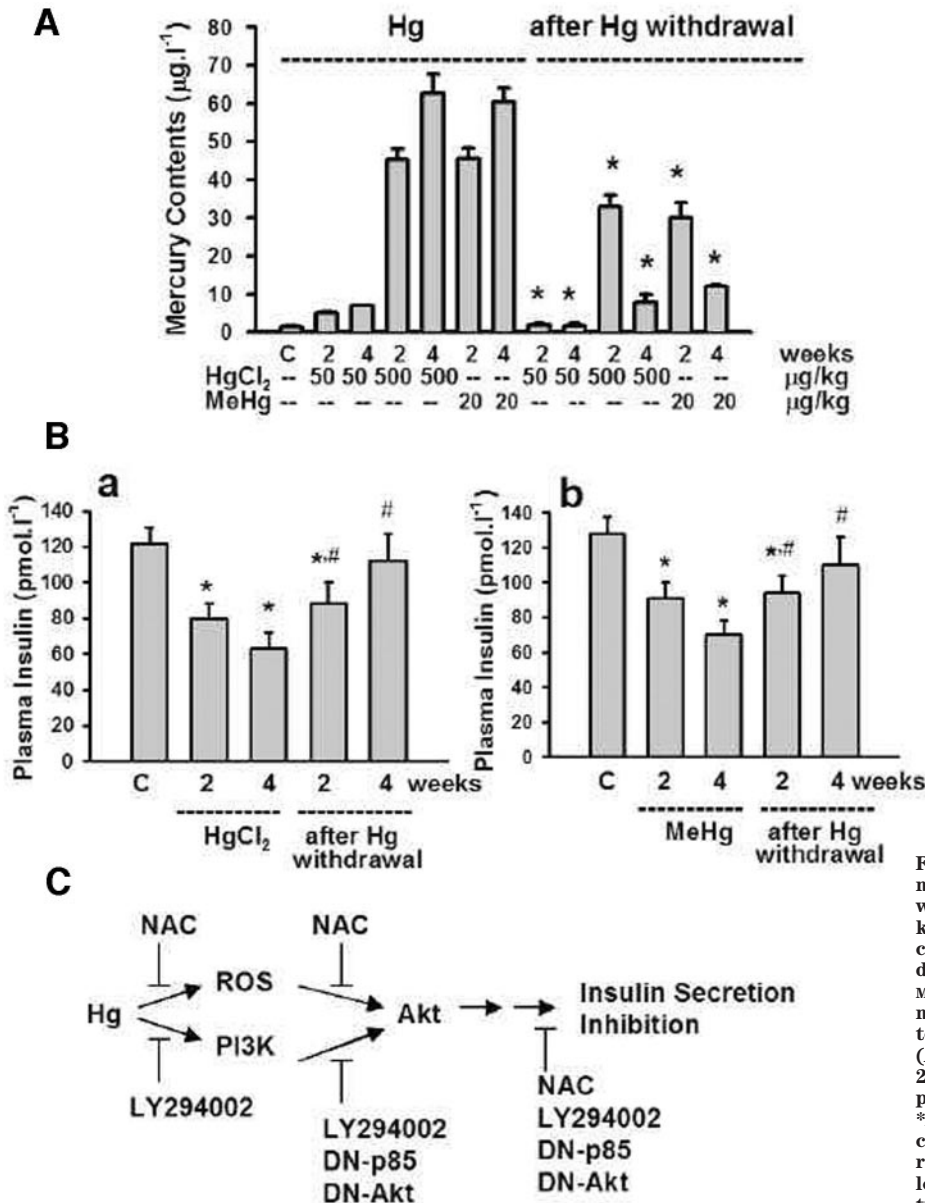 A
Hg after Hg withdrawal
Mercury Contents (µg.l⁻¹)
80
70
60
50
40
30
20
10
0
* * * * * *
C 2 4 2 4 2 4 2 4 2 4 2 4 weeks
HgCl₂ -- 50 50 500 500 -- -- 50 50 500 500 -- -- µg/kg
MeHg -- -- -- -- -- 20 20 -- -- -- -- 20 20 µg/kg
B
a
Plasma Insulin (pmol.l⁻¹)
140
120
100
80
60
40
20
0
* * *,# #
C 2 4 2 4 weeks
HgCl₂ after Hg
withdrawal
b
Plasma Insulin (pmol.l⁻¹)
140
120
100
80
60
40
20
0
* * *,# #
C 2 4 2 4 weeks
MeHg after Hg
withdrawal
C
NAC NAC
ROS
Hg Akt Insulin Secretion
Inhibition
PI3K
LY294002
LY294002
DN-p85
DN-Akt
NAC
LY294002
DN-p85
DN-Akt